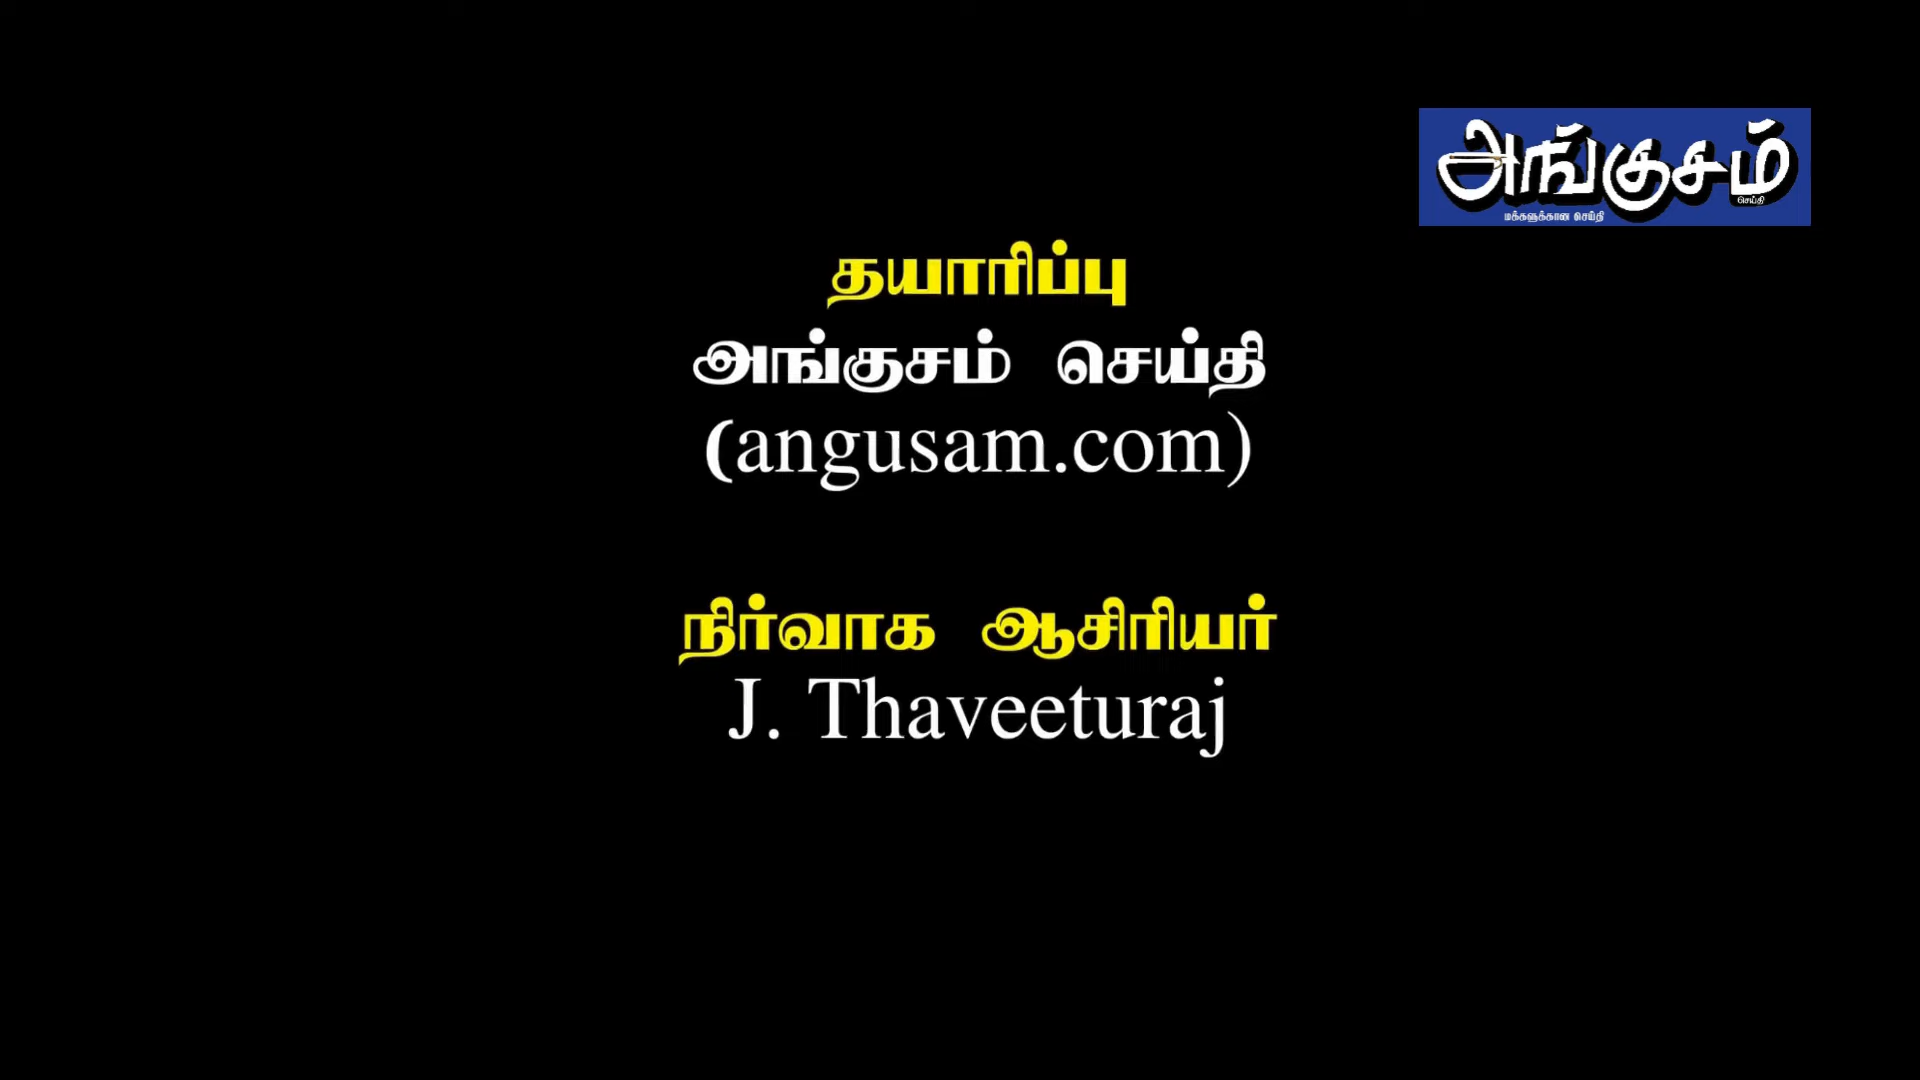 அங்குசம்
செய்தி
மக்களுக்கான செய்தி
தயாரிப்பு
அங்குசம் செய்தி
(angusam.com)
நிர்வாக ஆசிரியர்
J. Thaveeturaj